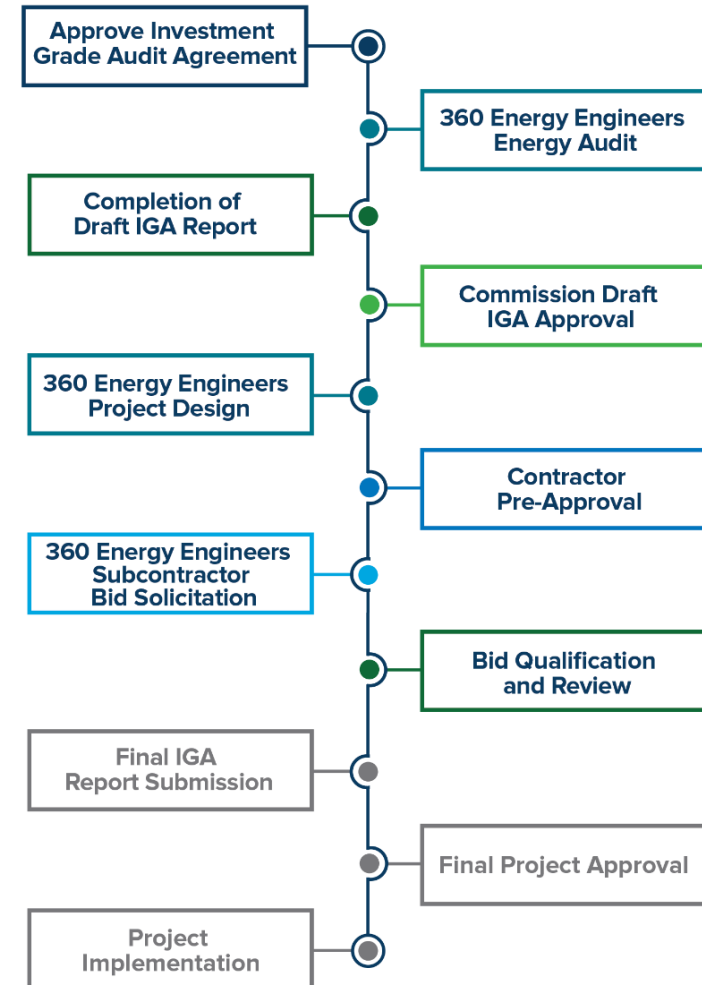 Approve Investment
Grade Audit Agreement
360 Energy Engineers
Energy Audit
Completion of
Draft IGA Report
Commission Draft
IGA Approval
360 Energy Engineers
Project Design
Contractor
Pre-Approval
360 Energy Engineers
Subcontractor
Bid Solicitation
Bid Qualification
and Review
Final IGA
Report Submission
Final Project Approval
Project
Implementation